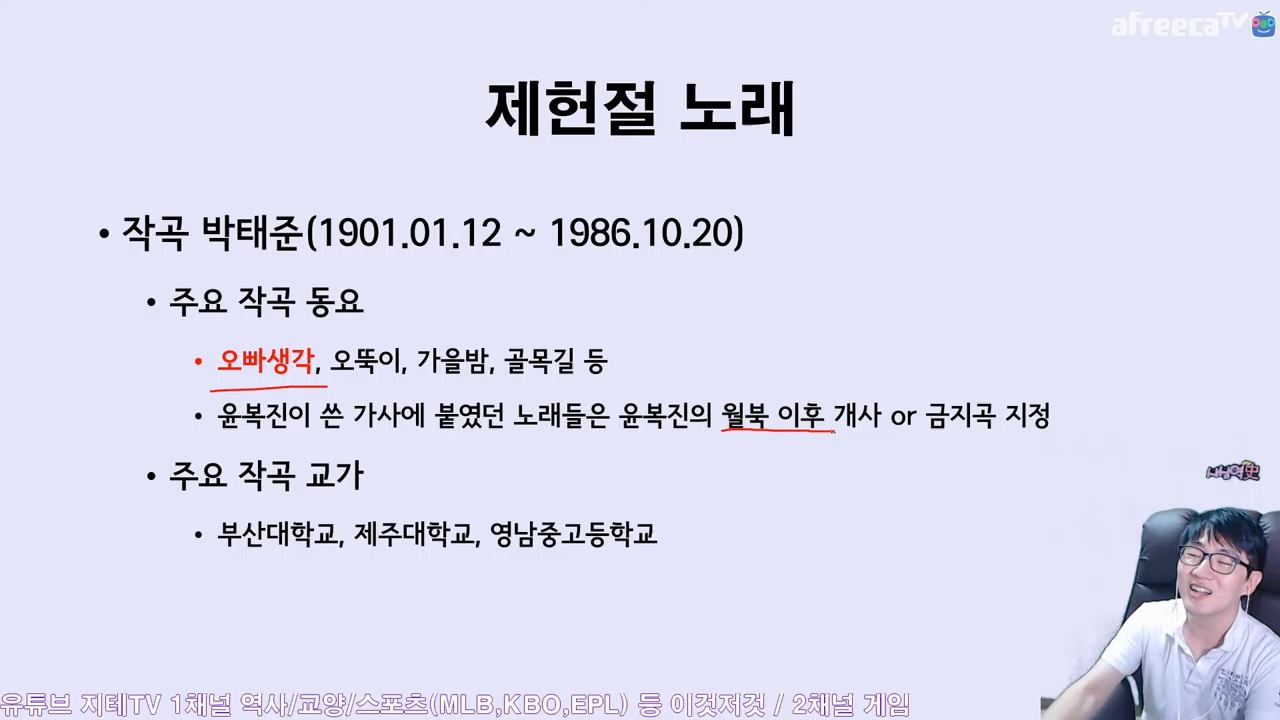 afreecaTV
제헌절 노래
• 작곡 박태준(1901.01.12 ~ 1986.10.20)
• 주요 작곡 동요
• 오빠생각, 오뚝이, 가을밤, 골목길 등
• 윤복진이 쓴 가사에 붙였던 노래들은 윤복진의 월북 이후 개사 or 금지곡 지정
• 주요 작곡 교가
• 부산대학교, 제주대학교, 영남중고등학교
유튜브 지테TV 1채널 역사/교양/스포츠(MLB,KBO,EPL) 등 이것저것 / 2채널 게임